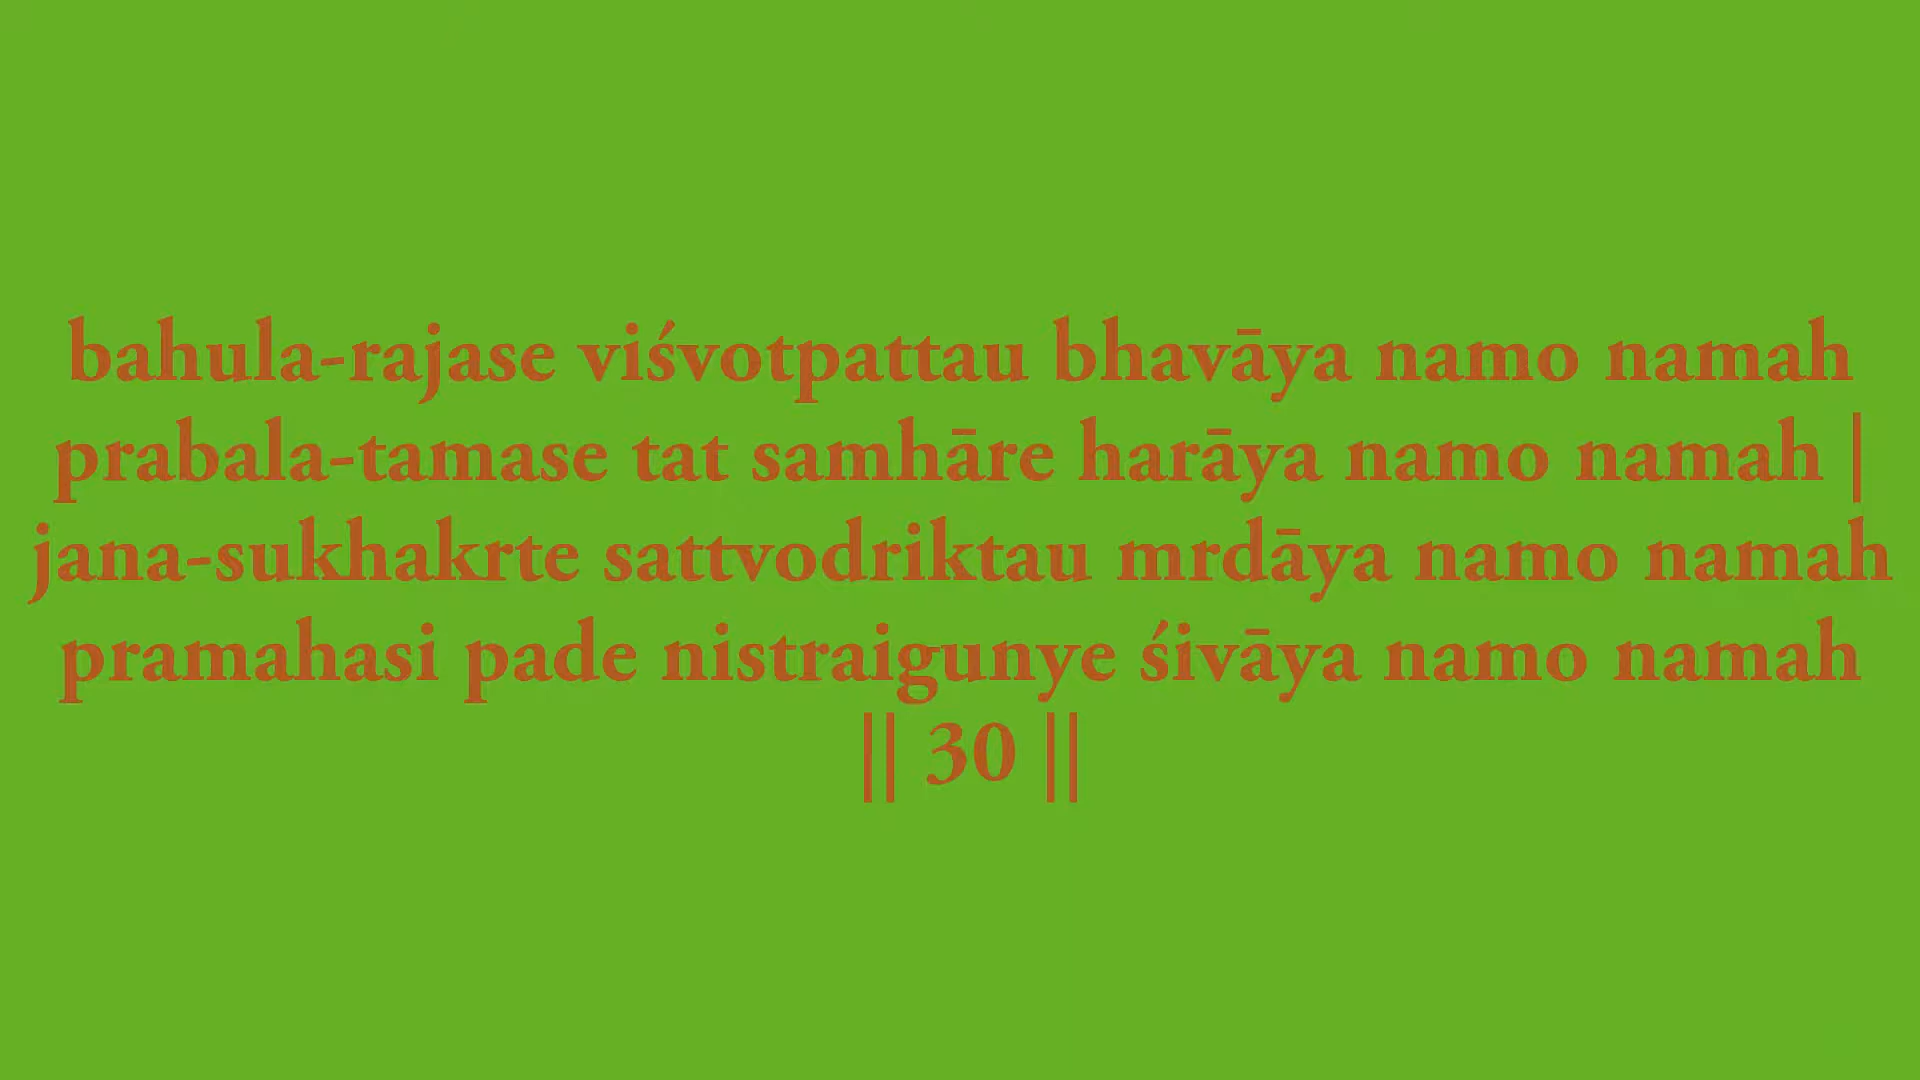 bahula-rajase viśvotpattau bhavāya namo namah
prabala-tamase tat samhāre harāya namo namah |
jana-sukhakrte sattvodriktau mrdāya namo namah
pramahasi pade nistraigunye śivāya namo namah
|| 30 ||